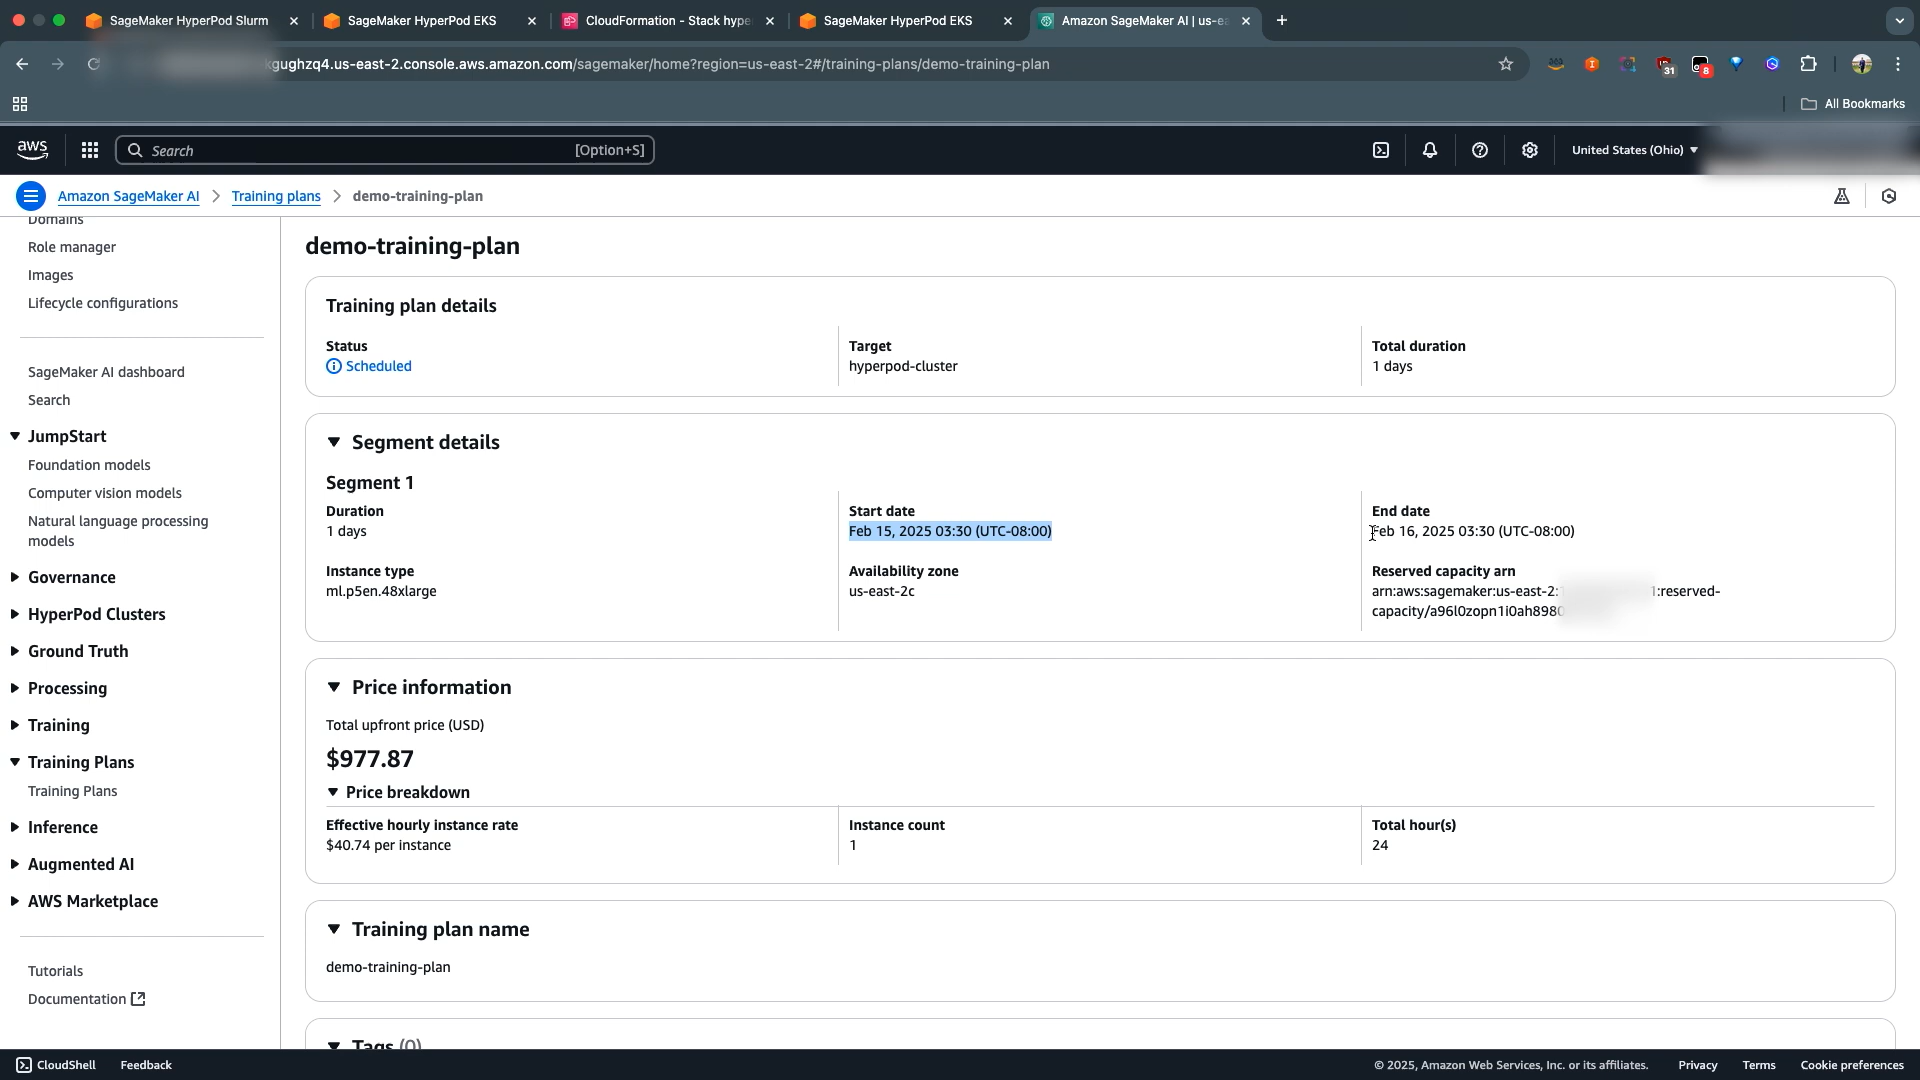 SageMaker HyperPod Slurm
SageMaker HyperPod EKS
CloudFormation - Stack hype
SageMaker HyperPod EKS
Amazon SageMaker AI | us-ea
kgughzq4.us-east-2.console.aws.amazon.com/sagemaker/home?region=us-east-2#/training-plans/demo-training-plan
31
8
All Bookmarks
aws
Search
[Option+S]
United States (Ohio)
Amazon SageMaker AI
Training plans
demo-training-plan
Domains
Role manager
Images
Lifecycle configurations
SageMaker AI dashboard
Search
JumpStart
Foundation models
Computer vision models
Natural language processing
models
Governance
HyperPod Clusters
Ground Truth
Processing
Training
Training Plans
Training Plans
Inference
Augmented AI
AWS Marketplace
Tutorials
Documentation
demo-training-plan
Training plan details
Status
Scheduled
Target
hyperpod-cluster
Total duration
1 days
Segment details
Segment 1
Duration
1 days
Start date
Feb 15, 2025 03:30 (UTC-08:00)
End date
Feb 16, 2025 03:30 (UTC-08:00)
Instance type
ml.p5en.48xlarge
Availability zone
us-east-2c
Reserved capacity arn
arn:aws:sagemaker:us-east-2: :reserved-
capacity/a96l0zopn1i0ah8980
Price information
Total upfront price (USD)
$977.87
Price breakdown
Effective hourly instance rate
$40.74 per instance
Instance count
1
Total hour(s)
24
Training plan name
demo-training-plan
Tags (0)
CloudShell
Feedback
© 2025, Amazon Web Services, Inc. or its affiliates.
Privacy
Terms
Cookie preferences